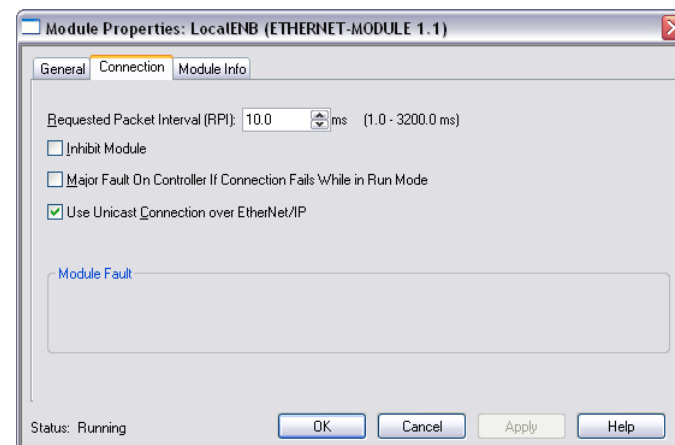 Module Properties: LocalENB (ETHERNET-MODULE 1.1)
General Connection Module Info
Requested Packet Interval (RPI): 10.0 ms (1.0 - 3200.0 ms)
Inhibit Module
Major Fault On Controller If Connection Fails While in Run Mode
Use Unicast Connection over EtherNet/IP
Module Fault
Status: Running OK Cancel Apply Help